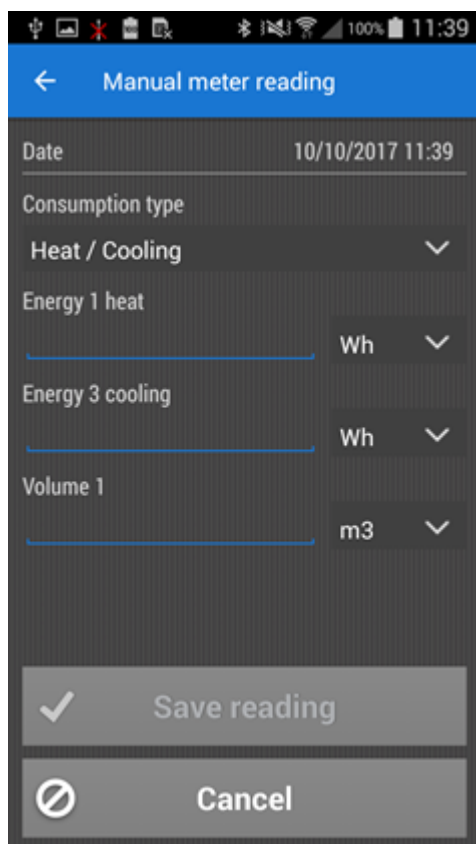 100% 11:39
Manual meter reading
Date 10/10/2017 11:39
Consumption type
Heat / Cooling
Energy 1 heat
Wh
Energy 3 cooling
Wh
Volume 1
m3
Save reading
Cancel